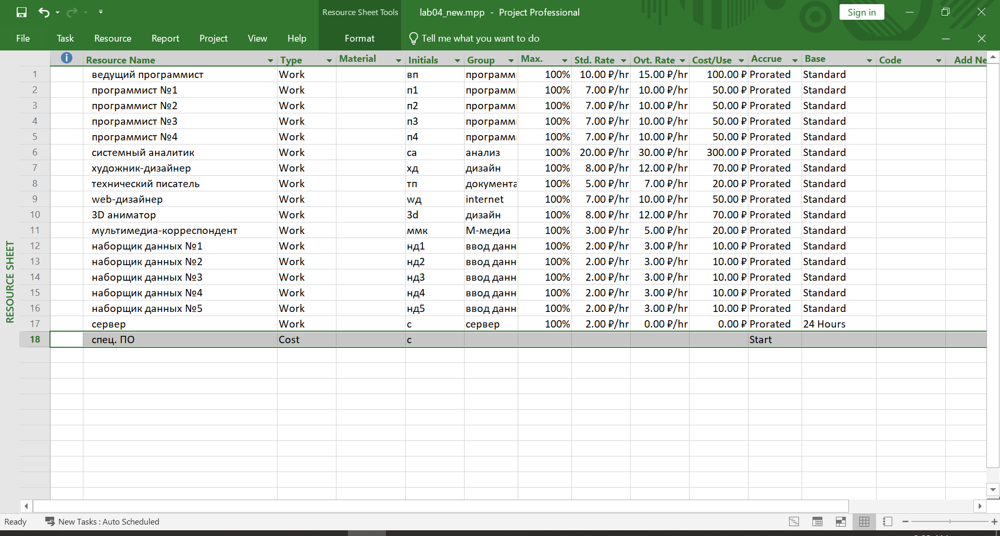 Resource Sheet Tools lab04_new.mpp - Project Professional Sign in
File Task Resource Report Project View Help Format Tell me what you want to do
Resource Name Type Material Initials Group Max. Std. Rate Ovt. Rate Cost/Use Accrue Base Code Add Ne
1 ведущий программист Work вп программ 100% 10.00 ₽/hr 15.00 ₽/hr 100.00 ₽ Prorated Standard
2 программист №1 Work п1 программ 100% 7.00 ₽/hr 10.00 ₽/hr 50.00 ₽ Prorated Standard
3 программист №2 Work п2 программ 100% 7.00 ₽/hr 10.00 ₽/hr 50.00 ₽ Prorated Standard
4 программист №3 Work п3 программ 100% 7.00 ₽/hr 10.00 ₽/hr 50.00 ₽ Prorated Standard
5 программист №4 Work п4 программ 100% 7.00 ₽/hr 10.00 ₽/hr 50.00 ₽ Prorated Standard
6 системный аналитик Work са анализ 100% 20.00 ₽/hr 30.00 ₽/hr 300.00 ₽ Prorated Standard
7 художник-дизайнер Work хд дизайн 100% 8.00 ₽/hr 12.00 ₽/hr 70.00 ₽ Prorated Standard
8 технический писатель Work тп документа 100% 5.00 ₽/hr 7.00 ₽/hr 20.00 ₽ Prorated Standard
9 web-дизайнер Work wд internet 100% 7.00 ₽/hr 10.00 ₽/hr 50.00 ₽ Prorated Standard
10 3D аниматор Work 3d дизайн 100% 8.00 ₽/hr 12.00 ₽/hr 70.00 ₽ Prorated Standard
11 мультимедиа-корреспондент Work ммк М-медиа 100% 3.00 ₽/hr 5.00 ₽/hr 20.00 ₽ Prorated Standard
12 наборщик данных №1 Work нд1 ввод данн 100% 2.00 ₽/hr 3.00 ₽/hr 10.00 ₽ Prorated Standard
13 наборщик данных №2 Work нд2 ввод данн 100% 2.00 ₽/hr 3.00 ₽/hr 10.00 ₽ Prorated Standard
14 наборщик данных №3 Work нд3 ввод данн 100% 2.00 ₽/hr 3.00 ₽/hr 10.00 ₽ Prorated Standard
15 наборщик данных №4 Work нд4 ввод данн 100% 2.00 ₽/hr 3.00 ₽/hr 10.00 ₽ Prorated Standard
16 наборщик данных №5 Work нд5 ввод данн 100% 2.00 ₽/hr 3.00 ₽/hr 10.00 ₽ Prorated Standard
17 сервер Work с сервер 100% 2.00 ₽/hr 0.00 ₽/hr 0.00 ₽ Prorated 24 Hours
18 спец. ПО Cost с Start
RESOURCE SHEET
Ready New Tasks : Auto Scheduled